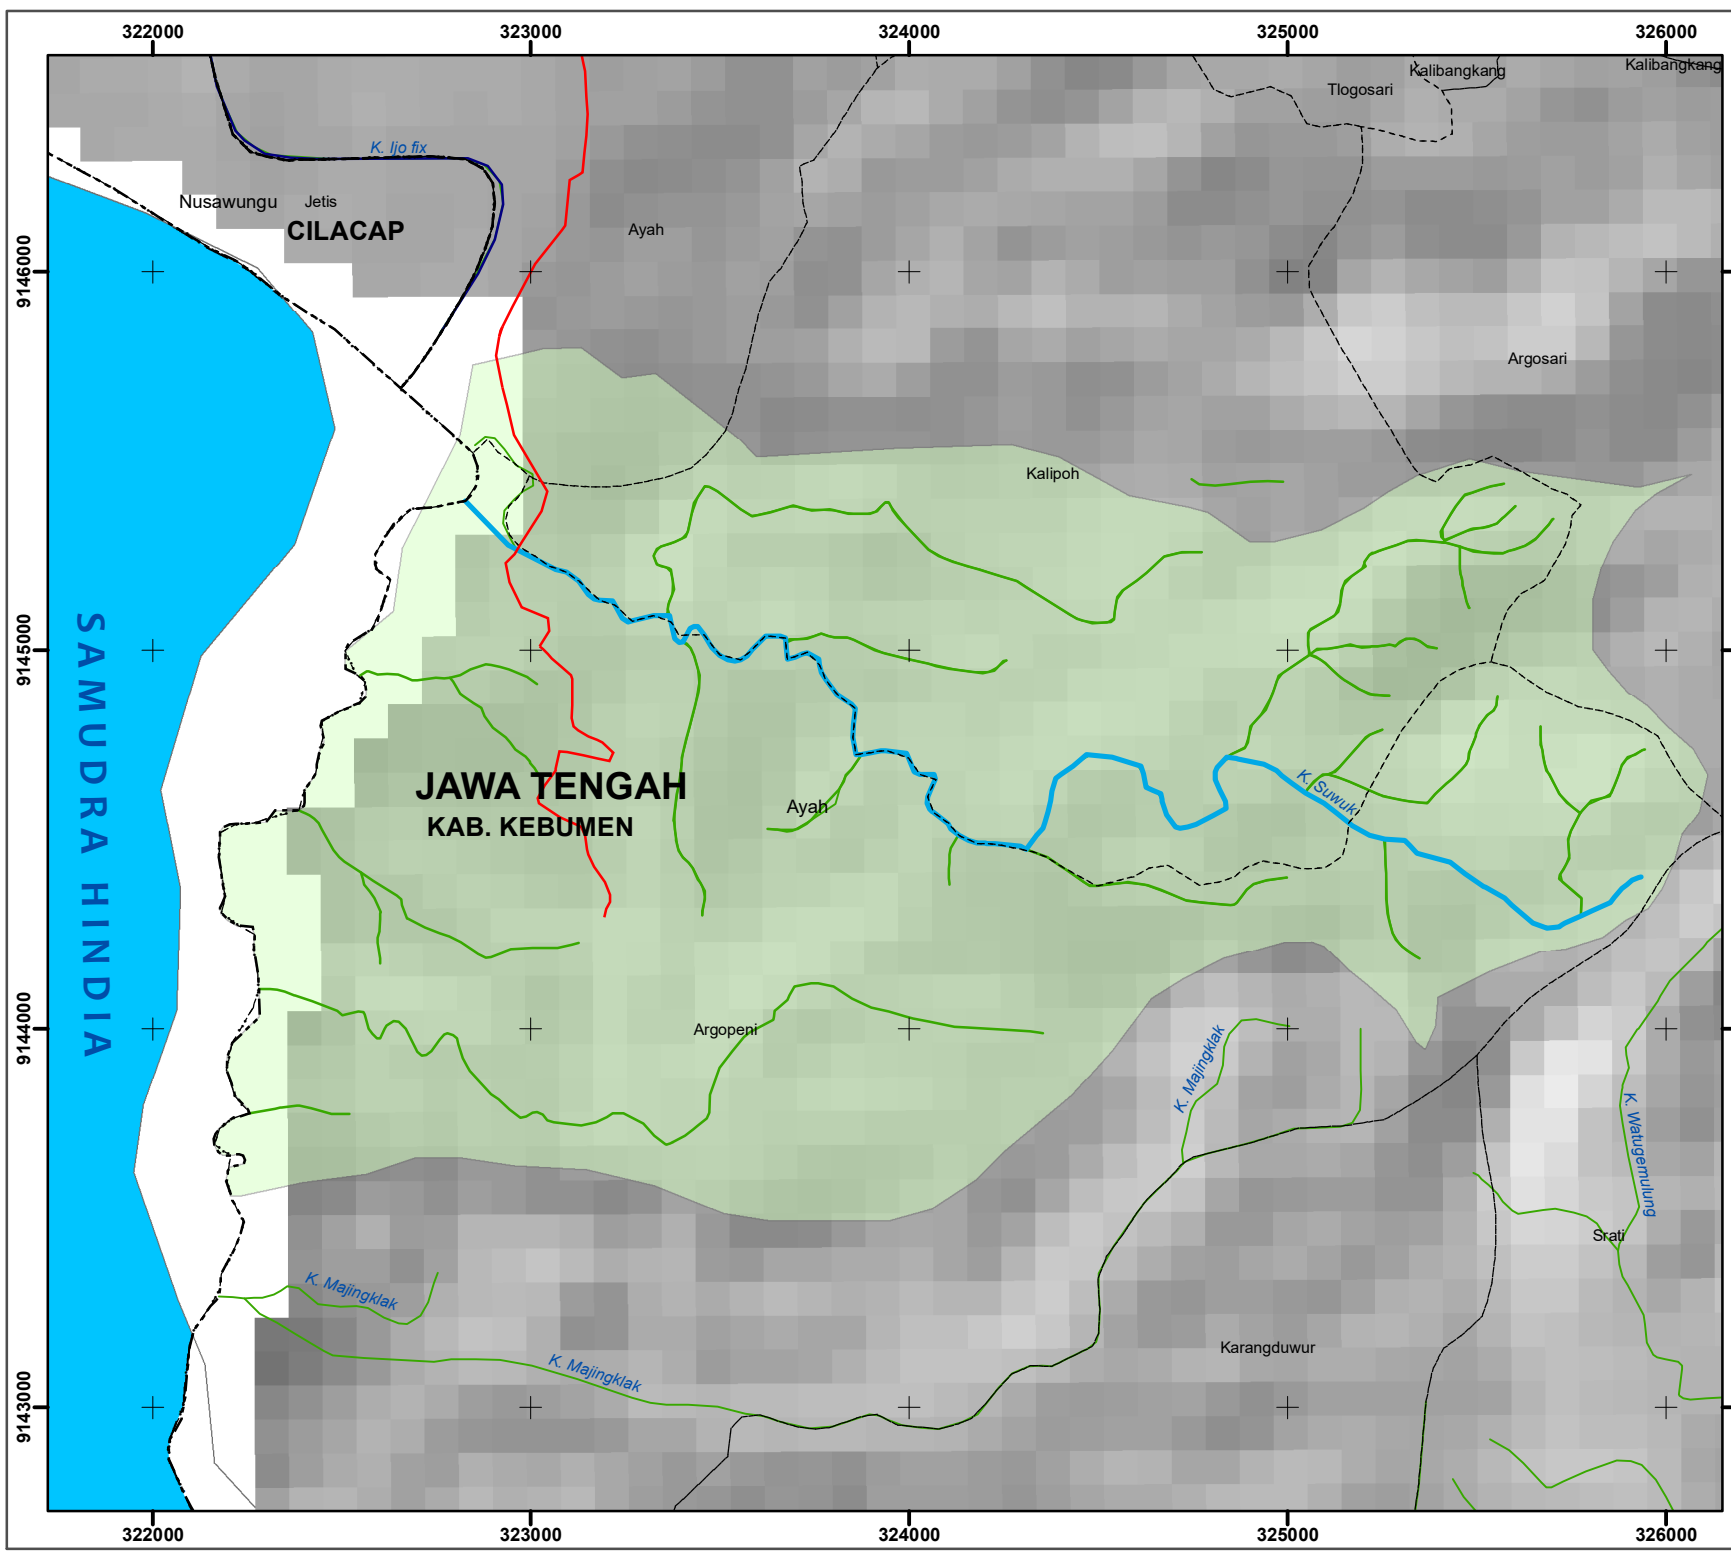 322000 323000 324000 325000 326000
Kalibangkang
Kalibangkang
Tlogosari
K. Ijo fix
Nusawungu
Jetis
CILACAP
Ayah
9146000
Argosari
Kalipoh
9145000
SAMUDRA HINDIA
JAWA TENGAH
KAB. KEBUMEN
Ayah
K. Suwuk
9144000
Argopeni
K. Majingklak
K. Watugemulung
Srati
K. Majingklak
K. Majingklak
Karangduwur
9143000
322000 323000 324000 325000 326000